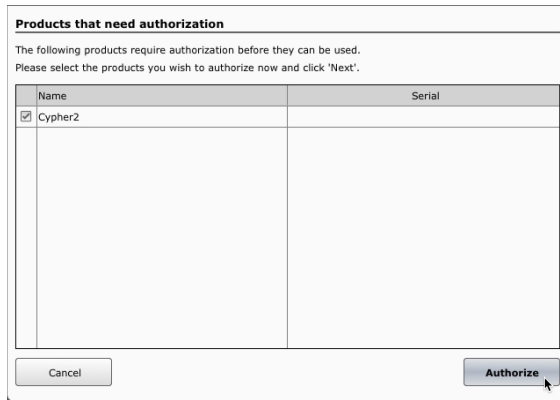 Products that need authorization
The following products require authorization before they can be used.
Please select the products you wish to authorize now and click 'Next'.
Name Serial
Cypher2
Cancel Authorize